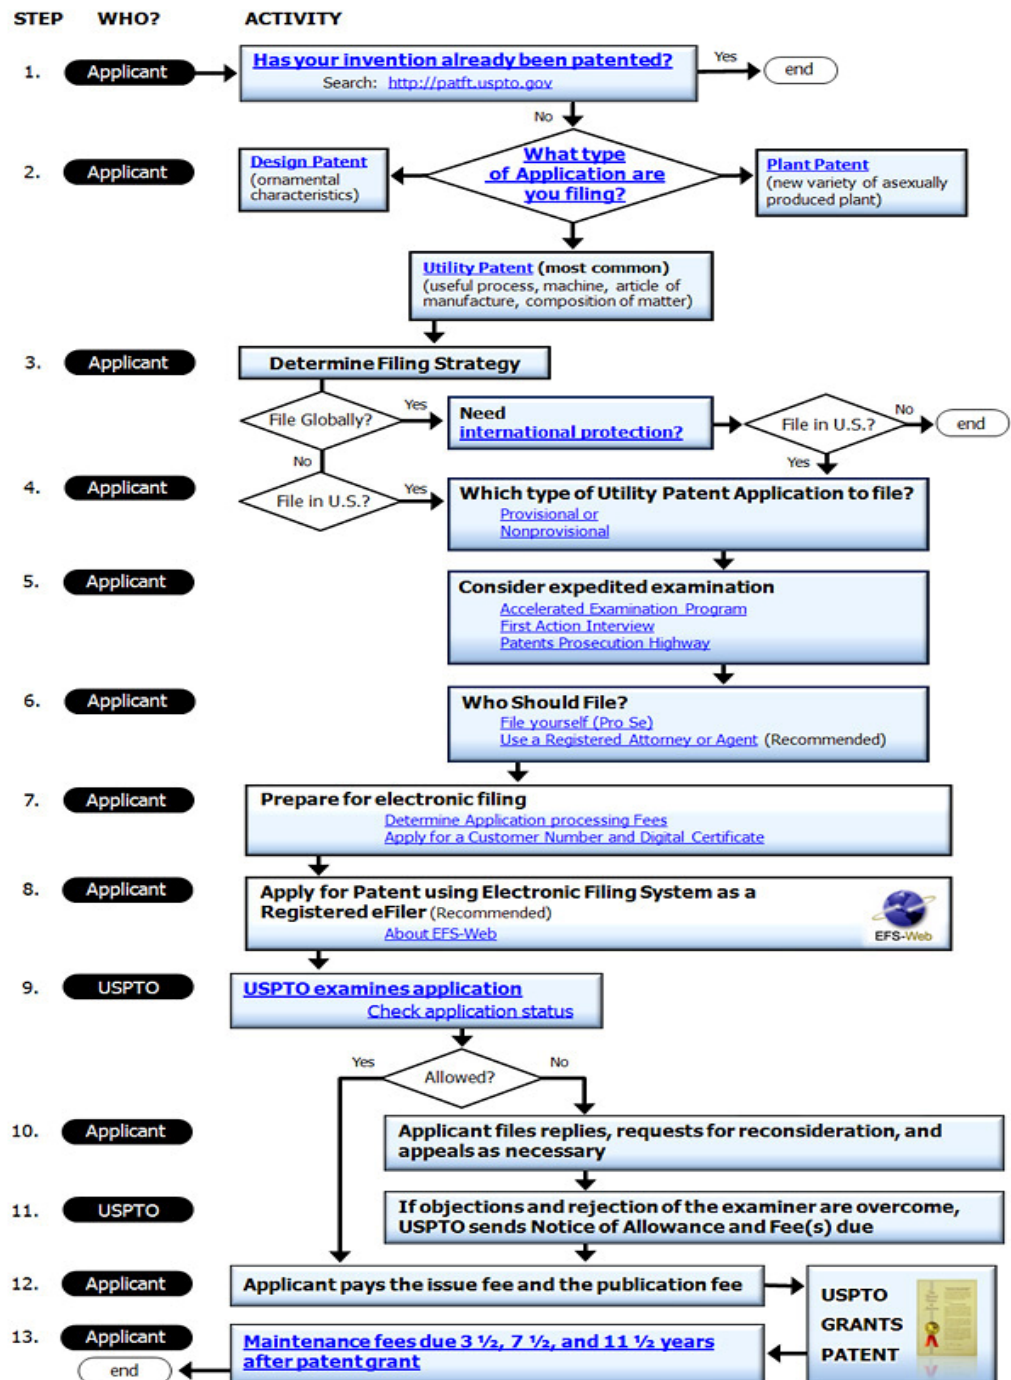 STEP WHO? ACTIVITY
1. Applicant
Has your invention already been patented?
Search: http://patft.uspto.gov
Yes
end
No
2. Applicant
Design Patent
(ornamental
characteristics)
What type
of Application are
you filing?
Plant Patent
(new variety of asexually
produced plant)
Utility Patent (most common)
(useful process, machine, article of
manufacture, composition of matter)
3. Applicant
Determine Filing Strategy
File Globally?
Yes
Need
international protection?
File in U.S.?
No
end
No
Yes
4. Applicant
File in U.S.?
Yes
Which type of Utility Patent Application to file?
Provisional or
Nonprovisional
5. Applicant
Consider expedited examination
Accelerated Examination Program
First Action Interview
Patents Prosecution Highway
6. Applicant
Who Should File?
File yourself (Pro Se)
Use a Registered Attorney or Agent (Recommended)
7. Applicant
Prepare for electronic filing
Determine Application processing Fees
Apply for a Customer Number and Digital Certificate
8. Applicant
Apply for Patent using Electronic Filing System as a
Registered eFiler (Recommended)
About EFS-Web
EFS-Web
9. USPTO
USPTO examines application
Check application status
Yes
Allowed?
No
10. Applicant
Applicant files replies, requests for reconsideration, and
appeals as necessary
11. USPTO
If objections and rejection of the examiner are overcome,
USPTO sends Notice of Allowance and Fee(s) due
12. Applicant
Applicant pays the issue fee and the publication fee
USPTO
GRANTS
PATENT
13. Applicant
Maintenance fees due 3 ½, 7 ½, and 11 ½ years
after patent grant
end